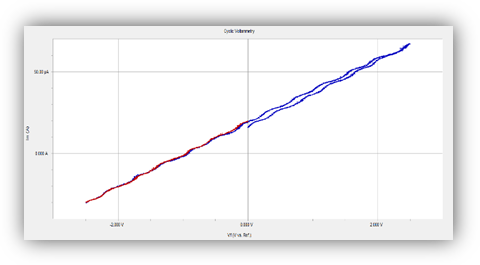 Cyclic Voltammetry
50.00 µA
0.000 A
-2.000 V
0.000 V
2.000 V
Vf (V vs. Ref.)